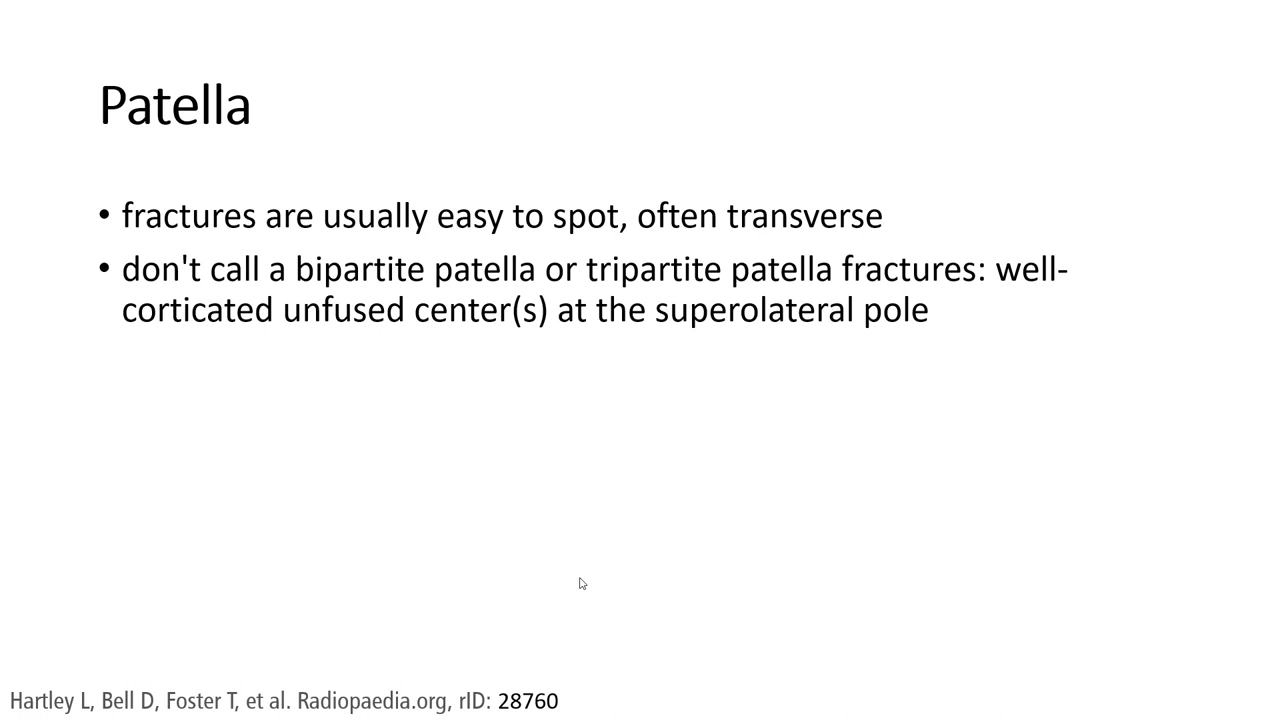 Patella
• fractures are usually easy to spot, often transverse
• don't call a bipartite patella or tripartite patella fractures: well-
corticated unfused center(s) at the superolateral pole
Hartley L, Bell D, Foster T, et al. Radiopaedia.org, rID: 28760